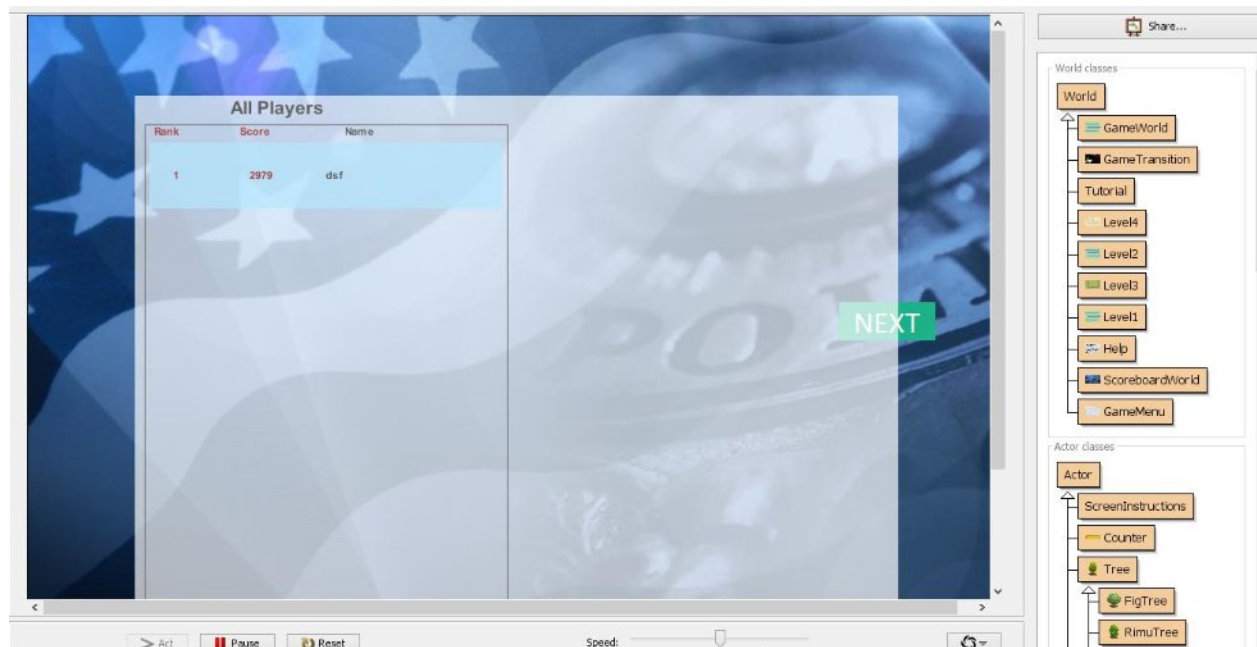 Share...
World classes
World
GameWorld
GameTransition
Tutorial
Level4
Level2
Level3
Level1
Help
ScoreboardWorld
GameMenu
Actor classes
Actor
ScreenInstructions
Counter
Tree
FigTree
RimuTree
All Players
Rank Score Name
1 2979 dsf
NEXT
> Act Pause Reset Speed: